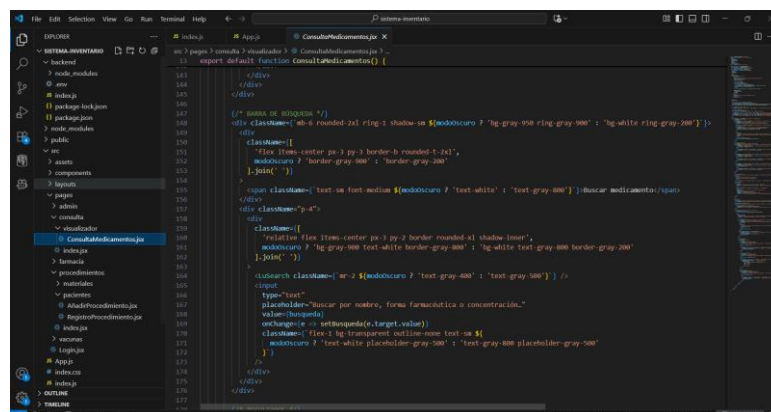 File Edit Selection View Go Run Terminal Help
sistema-inventario
EXPLORER
SISTEMA-INVENTARIO
backend
node_modules
.env
index.js
package-lock.json
package.json
node_modules
public
src
assets
components
layouts
pages
admin
consulta
visualizador
ConsultaMedicamentos.jsx
index.jsx
farmacia
procedimientos
materiales
pacientes
AñadirProcedimiento.jsx
RegistroProcedimiento.jsx
index.jsx
vacunas
Login.jsx
App.js
index.css
index.js
OUTLINE
TIMELINE
index.js
App.js
ConsultaMedicamentos.jsx
src > pages > consulta > visualizador > ConsultaMedicamentos.jsx > ...
13 export default function ConsultaMedicamentos() {
143 </div>
144 </div>
145 </div>
146
147 {/* BARRA DE BÚSQUEDA */}
148 <div className={`mb-6 rounded-2xl ring-1 shadow-sm ${modoOscuro ? 'bg-gray-950 ring-gray-900' : 'bg-white ring-gray-200'}`}>
149 <div
150 className={[
151 'flex items-center px-3 py-3 border-b rounded-t-2xl',
152 modoOscuro ? 'border-gray-900' : 'border-gray-200'
153 ].join(' ')}
154 >
155 <span className={`text-sm font-medium ${modoOscuro ? 'text-white' : 'text-gray-800'}`}>Buscar medicamento</span>
156 </div>
157 <div className="p-4">
158 <div
159 className={[
160 'relative flex items-center px-3 py-2 border rounded-xl shadow-inner',
161 modoOscuro ? 'bg-gray-900 text-white border-gray-800' : 'bg-white text-gray-800 border-gray-200'
162 ].join(' ')}
163 >
164 <LuSearch className={`mr-2 ${modoOscuro ? 'text-gray-400' : 'text-gray-500'}`} />
165 <input
166 type="text"
167 placeholder="Buscar por nombre, forma farmacéutica o concentración…"
168 value={busqueda}
169 onChange={e => setBusqueda(e.target.value)}
170 className={`flex-1 bg-transparent outline-none text-sm ${
171 modoOscuro ? 'text-white placeholder-gray-500' : 'text-gray-800 placeholder-gray-500'
172 }`}
173 />
174 </div>
175 </div>
176 </div>
177